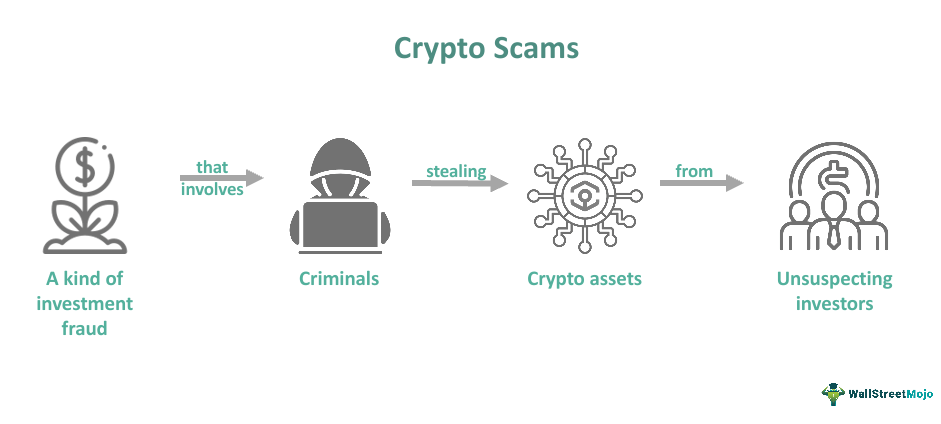 Crypto Scams
that
involves
stealing
from
A kind of
investment
fraud
Criminals
Crypto assets
Unsuspecting
investors
WallStreetMojo